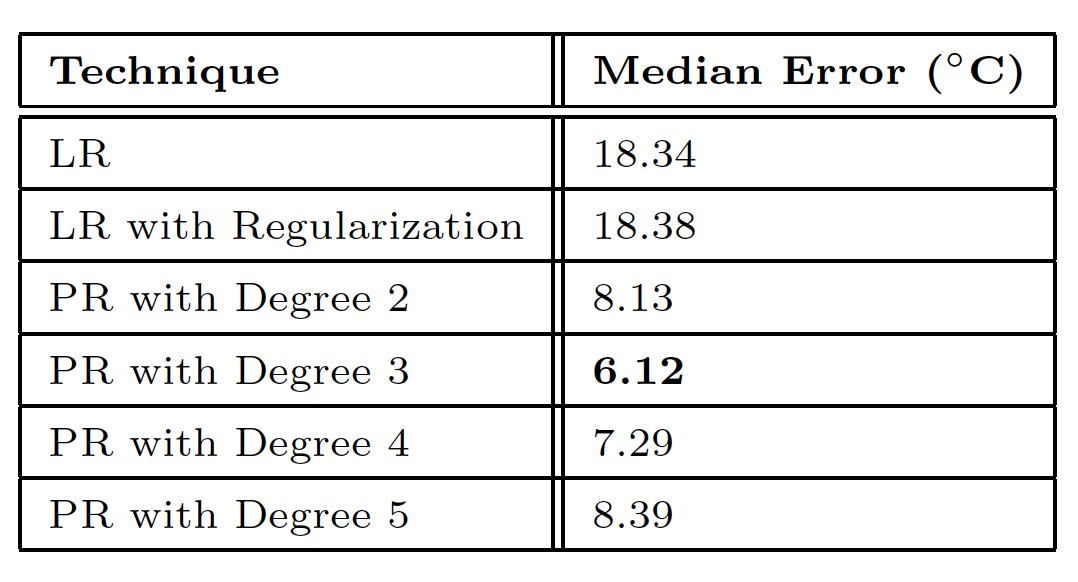 Technique Median Error (°C)
LR 18.34
LR with Regularization 18.38
PR with Degree 2 8.13
PR with Degree 3 6.12
PR with Degree 4 7.29
PR with Degree 5 8.39